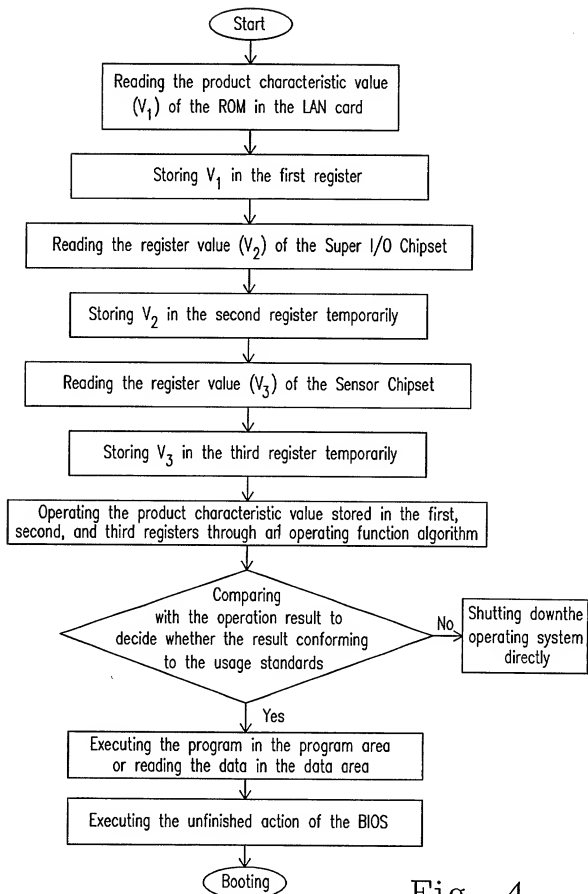 Start
Reading the product characteristic value
(V1) of the ROM in the LAN card
Storing V1 in the first register
Reading the register value (V2) of the Super I/O Chipset
Storing V2 in the second register temporarily
Reading the register value (V3) of the Sensor Chipset
Storing V3 in the third register temporarily
Operating the product characteristic value stored in the first,
second, and third registers through an operating function algorithm
Comparing
with the operation result to
decide whether the result conforming
to the usage standards
No
Shutting downthe
operating system
directly
Yes
Executing the program in the program area
or reading the data in the data area
Executing the unfinished action of the BIOS
Booting
Fig. 4